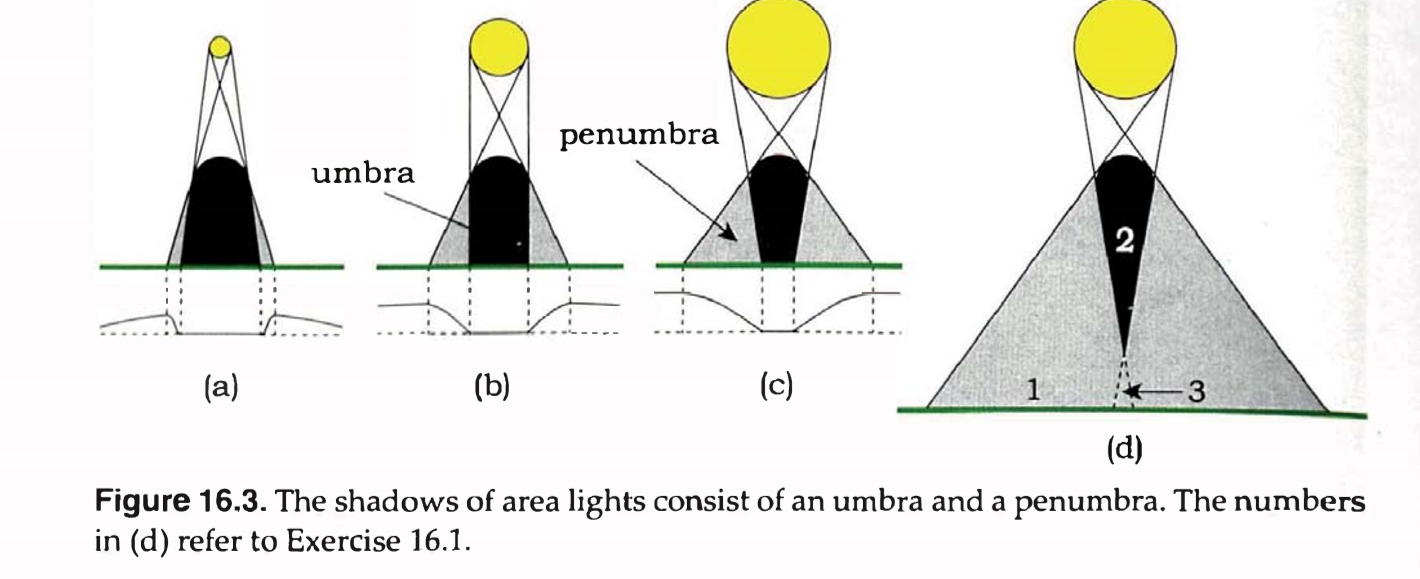 penumbra
umbra
2
1
3
(a)
(b)
(c)
(d)
Figure 16.3. The shadows of area lights consist of an umbra and a penumbra. The numbers
in (d) refer to Exercise 16.1.